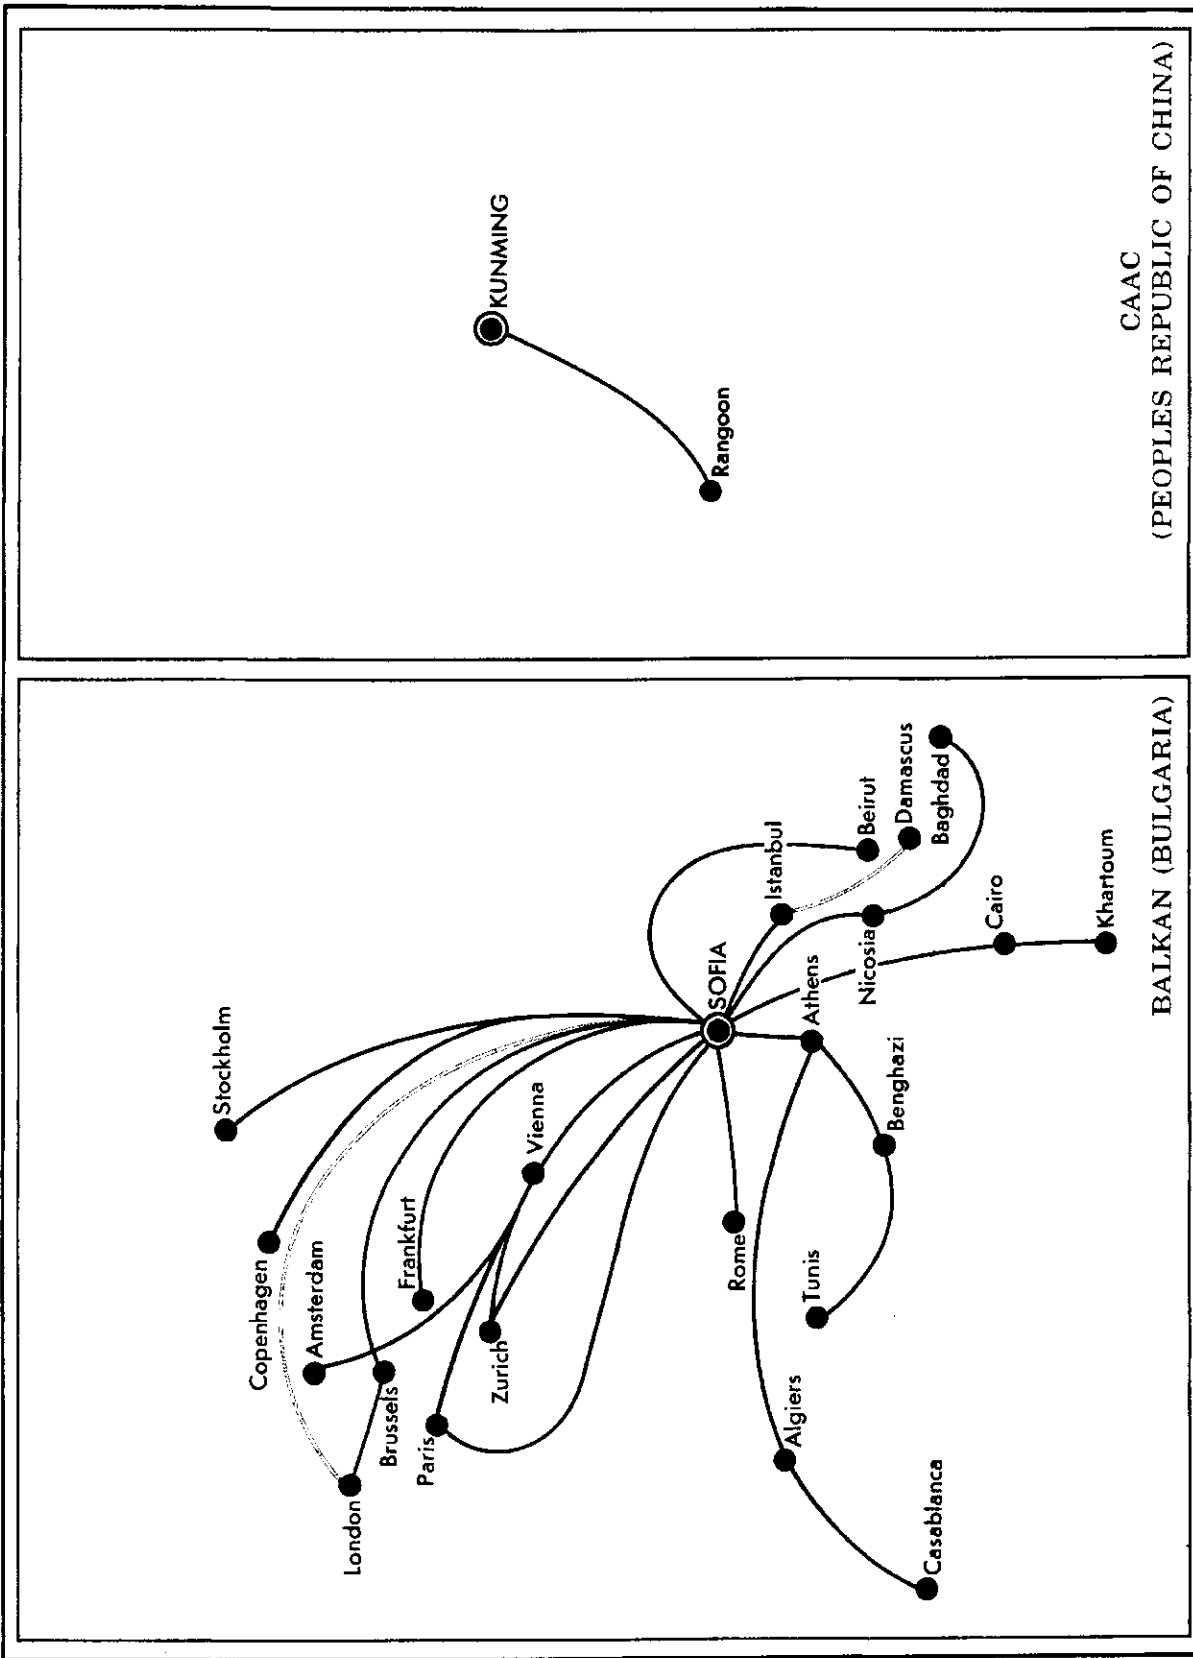 Stockholm
Copenhagen
Amsterdam
London
Brussels
Frankfurt
Paris
Vienna
Zurich
SOFIA
Rome
Istanbul
Tunis
Athens
Algiers
Beirut
Nicosia
Benghazi
Damascus
Casablanca
Baghdad
Cairo
Khartoum
BALKAN (BULGARIA)
KUNMING
Rangoon
CAAC
(PEOPLES REPUBLIC OF CHINA)